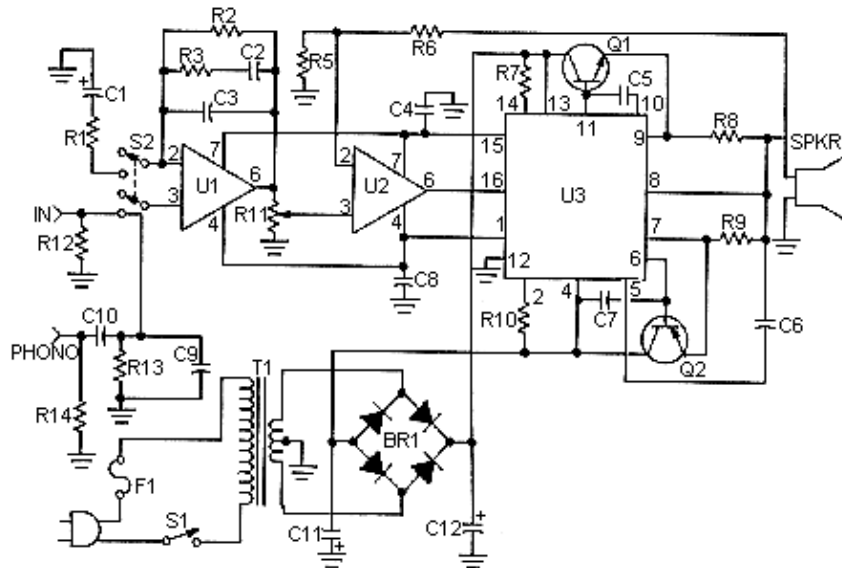 R2
R3
C2
C3
C1
R1
S2
2
7
3
4
6
U1
R5
R6
C4
2
7
3
4
6
U2
R11
C8
Q1
R7
C5
14
13
11
10
15
16
1
12
9
8
7
6
2
4
5
U3
R8
SPKR
R9
R10
C7
C6
Q2
IN
R12
C10
PHONO
R13
C9
R14
T1
BR1
F1
S1
C11
C12
+
+
+